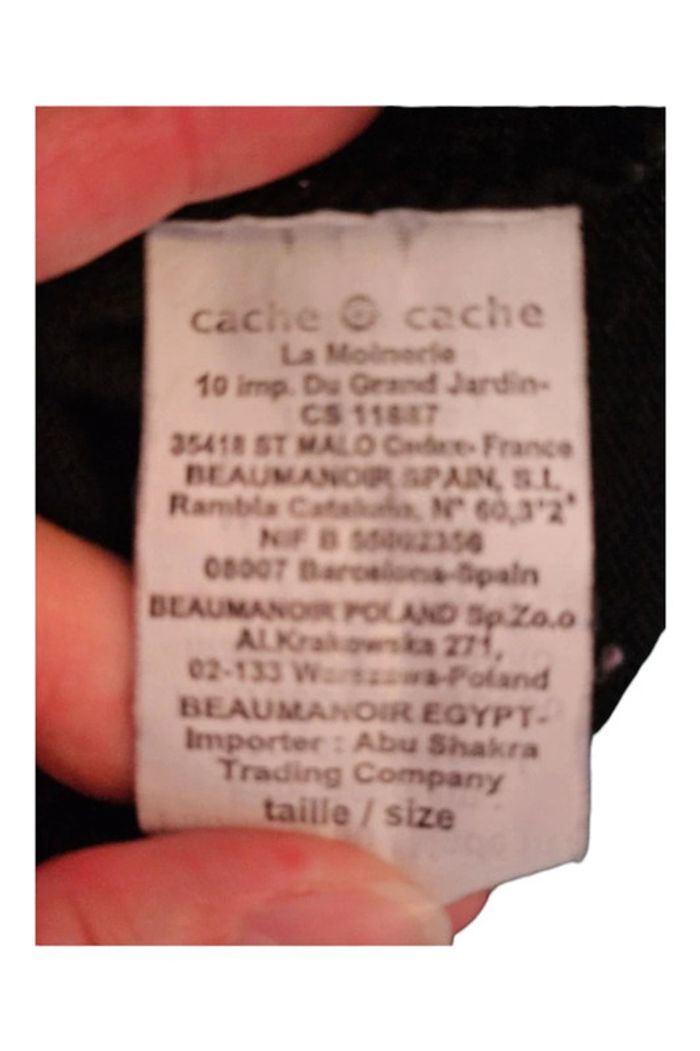 cache cache
La Moinerie
10 imp. Du Grand Jardin-
CS 11887
35418 ST MALO Cedex- France
BEAUMANOIR SPAIN, S.L
Rambla Cataluña, N° 60,3°2ª
NIF B
08007 Barcelona-Spain
BEAUMANOIR POLAND Sp.Zo.o
Al.Krakowska 271,
02-133 Warszawa-Poland
BEAUMANOIR EGYPT-
Importer : Abu Shakra
Trading Company
taille / size